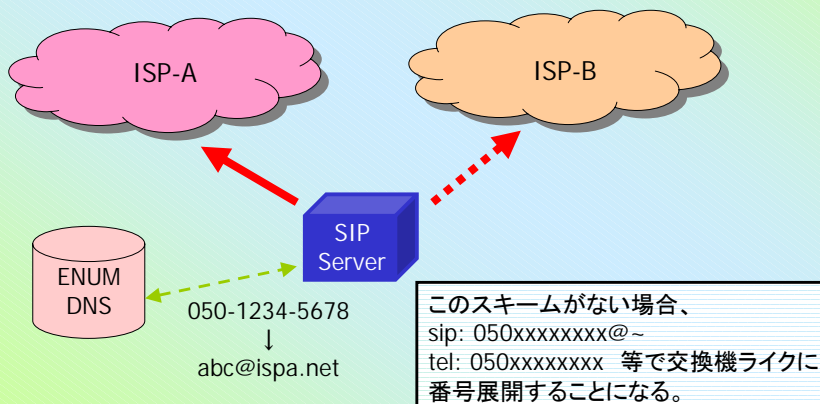 ISP-A
ISP-B
SIP
Server
ENUM
DNS
050-1234-5678
↓
abc@ispa.net
このスキームがない場合、
sip: 050xxxxxxxx@~
tel: 050xxxxxxxx 等で交換機ライクに
番号展開することになる。